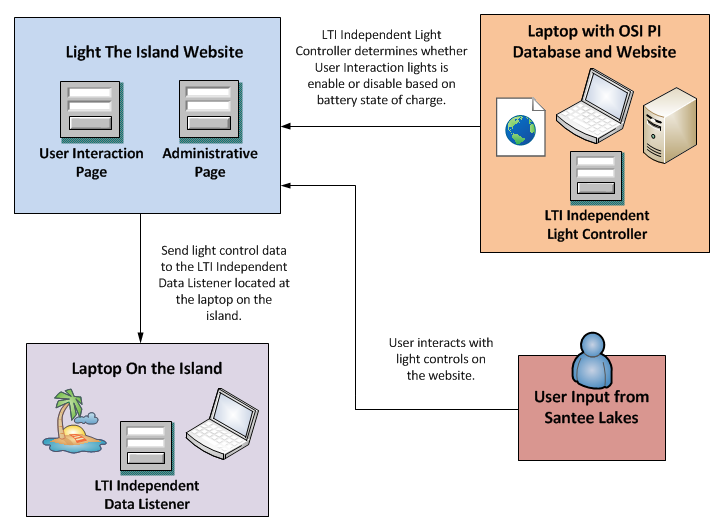 Light The Island Website
User Interaction
Page
Administrative
Page
LTI Independent Light
Controller determines whether
User Interaction lights is
enable or disable based on
battery state of charge.
Laptop with OSI PI
Database and Website
LTI Independent
Light Controller
Send light control data
to the LTI Independent
Data Listener located at
the laptop on the
island.
User interacts with
light controls on
the website.
Laptop On the Island
LTI Independent
Data Listener
User Input from
Santee Lakes